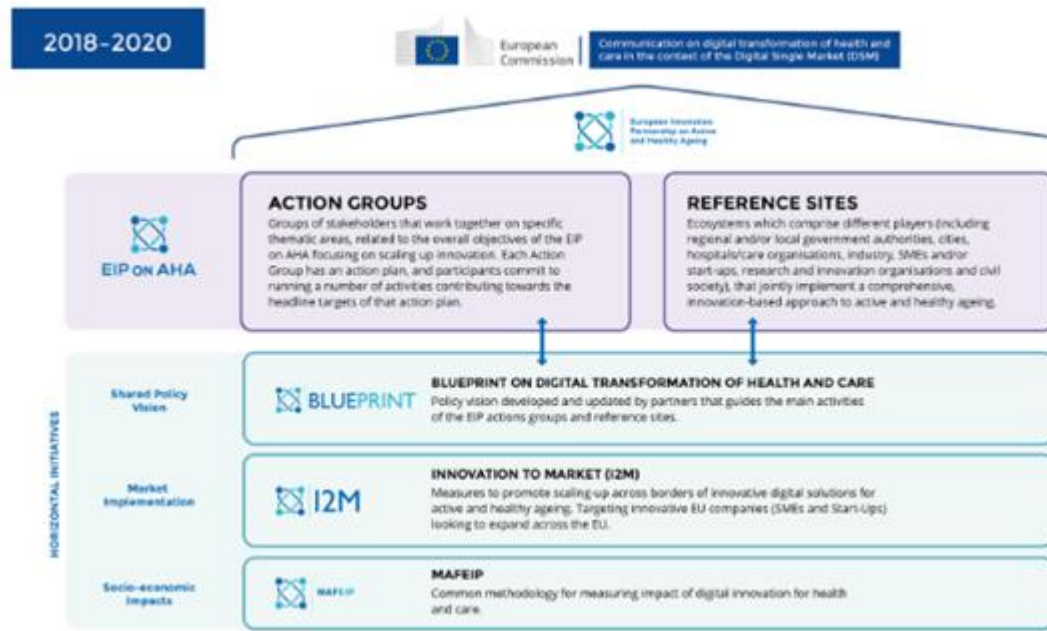 2018-2020
European
Commission
Communication on digital transformation of health and
care in the context of the Digital Single Market (DSM)
European Innovation
Partnership on Active
and Healthy Ageing
EIP ON AHA
ACTION GROUPS
Groups of stakeholders that work together on specific
thematic areas, related to the overall objectives of the EIP
on AHA focusing on scaling up innovation. Each Action
Group has an action plan, and participants commit to
running a number of activities contributing towards the
headline targets of that action plan.
REFERENCE SITES
Ecosystems which comprise different players (including
regional and/or local government authorities, cities,
hospitals/care organisations, industry, SMEs and/or
start-ups, research and innovation organisations and civil
society), that jointly implement a comprehensive,
innovation-based approach to active and healthy ageing.
HORIZONTAL INITIATIVES
Shared Policy
Vision
BLUEPRINT
BLUEPRINT ON DIGITAL TRANSFORMATION OF HEALTH AND CARE
Policy vision developed and updated by partners that guides the main activities
of the EIP actions groups and reference sites.
Market
Implementation
I2M
INNOVATION TO MARKET (I2M)
Measures to promote scaling-up across borders of innovative digital solutions for
active and healthy ageing. Targeting innovative EU companies (SMEs and Start-Ups)
looking to expand across the EU.
Socio-economic
Impacts
MAFEIP
MAFEIP
Common methodology for measuring impact of digital innovation for health
and care.